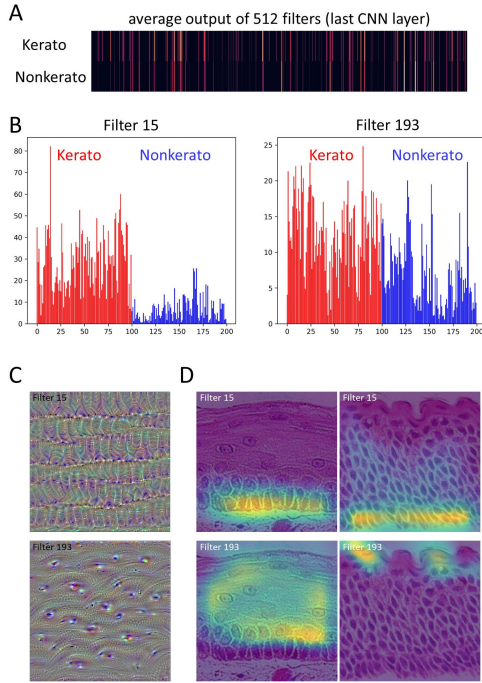 A
average output of 512 filters (last CNN layer)
Kerato
Nonkerato
B
Filter 15
Filter 193
Kerato
Nonkerato
80
70
60
50
40
30
20
10
0
0 25 50 75 100 125 150 175 200
Kerato
Nonkerato
25
20
15
10
5
0
0 25 50 75 100 125 150 175 200
C
D
Filter 15
Filter 15
Filter 15
Filter 193
Filter 193
Filter 193